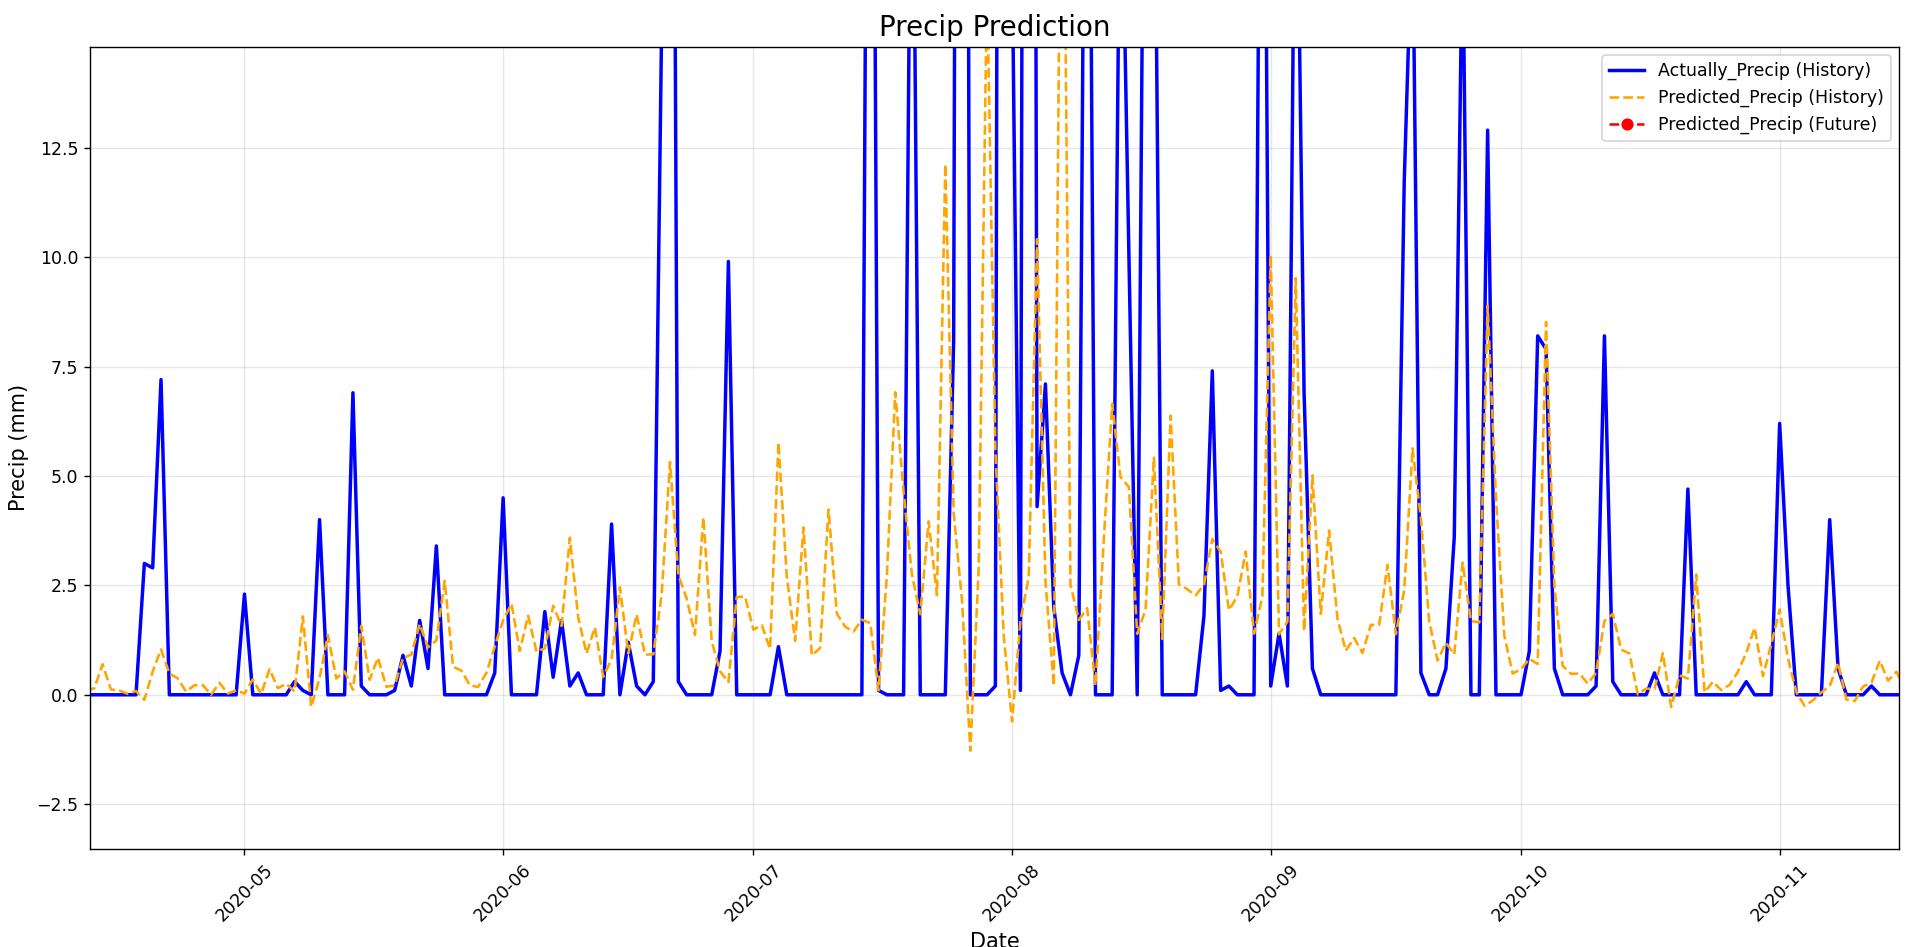 Precip Prediction
Actually_Precip (History)
Predicted_Precip (History)
Predicted_Precip (Future)
Precip (mm)
12.5
10.0
7.5
5.0
2.5
0.0
−2.5
2020-05
2020-06
2020-07
2020-08
2020-09
2020-10
2020-11
Date